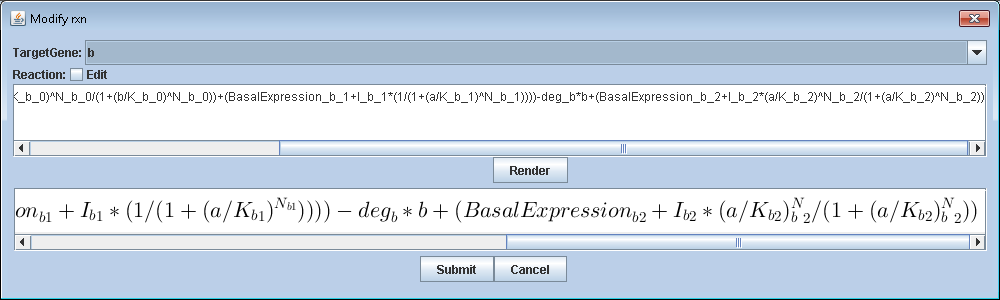 Modify rxn
TargetGene: b
Reaction: Edit
K_b_0)^N_b_0/(1+(b/K_b_0)^N_b_0))+(BasalExpression_b_1+I_b_1*(1/(1+(a/K_b_1)^N_b_1))))-deg_b*b+(BasalExpression_b_2+I_b_2*(a/K_b_2)^N_b_2/(1+(a/K_b_2)^N_b_2))
Render
on_{b1} + I_{b1} * (1/(1 + (a/K_{b1})^{N_{b1}})))) − deg_b * b + (BasalExpression_{b2} + I_{b2} * (a/K_{b2})^N_{b 2}/(1 + (a/K_{b2})^N_{b 2}))
Submit Cancel